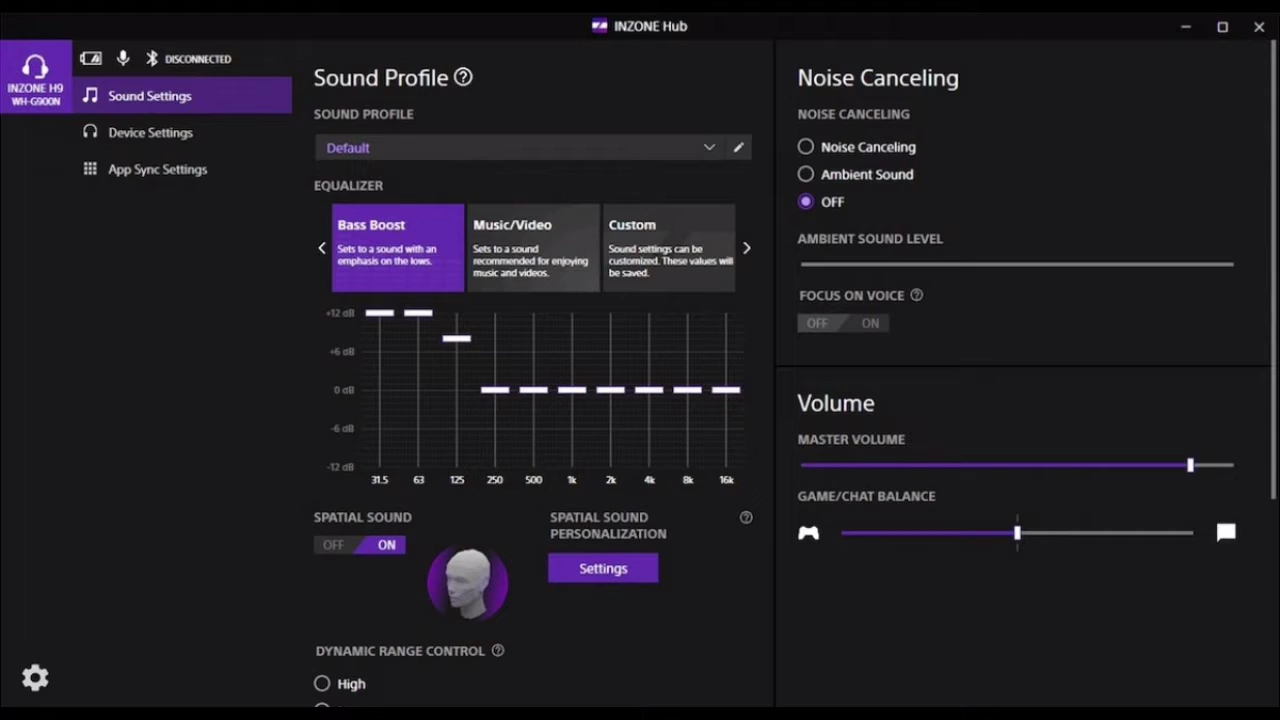 INZONE Hub
INZONE H9
WH-G900N
DISCONNECTED
Sound Settings
Device Settings
App Sync Settings
Sound Profile
SOUND PROFILE
Default
EQUALIZER
Bass Boost
Sets to a sound with an
emphasis on the lows.
Music/Video
Sets to a sound
recommended for enjoying
music and videos.
Custom
Sound settings can be
customized. These values will
be saved.
+12 dB
+6 dB
0 dB
-6 dB
-12 dB
31.5 63 125 250 500 1k 2k 4k 8k 16k
SPATIAL SOUND
OFF ON
SPATIAL SOUND
PERSONALIZATION
Settings
DYNAMIC RANGE CONTROL
High
Noise Canceling
NOISE CANCELING
Noise Canceling
Ambient Sound
OFF
AMBIENT SOUND LEVEL
FOCUS ON VOICE
OFF ON
Volume
MASTER VOLUME
GAME/CHAT BALANCE